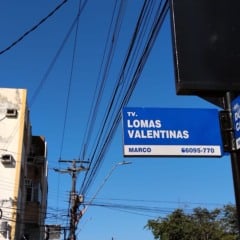 TV.
LOMAS
VALENTINAS
MARCO 66095-770